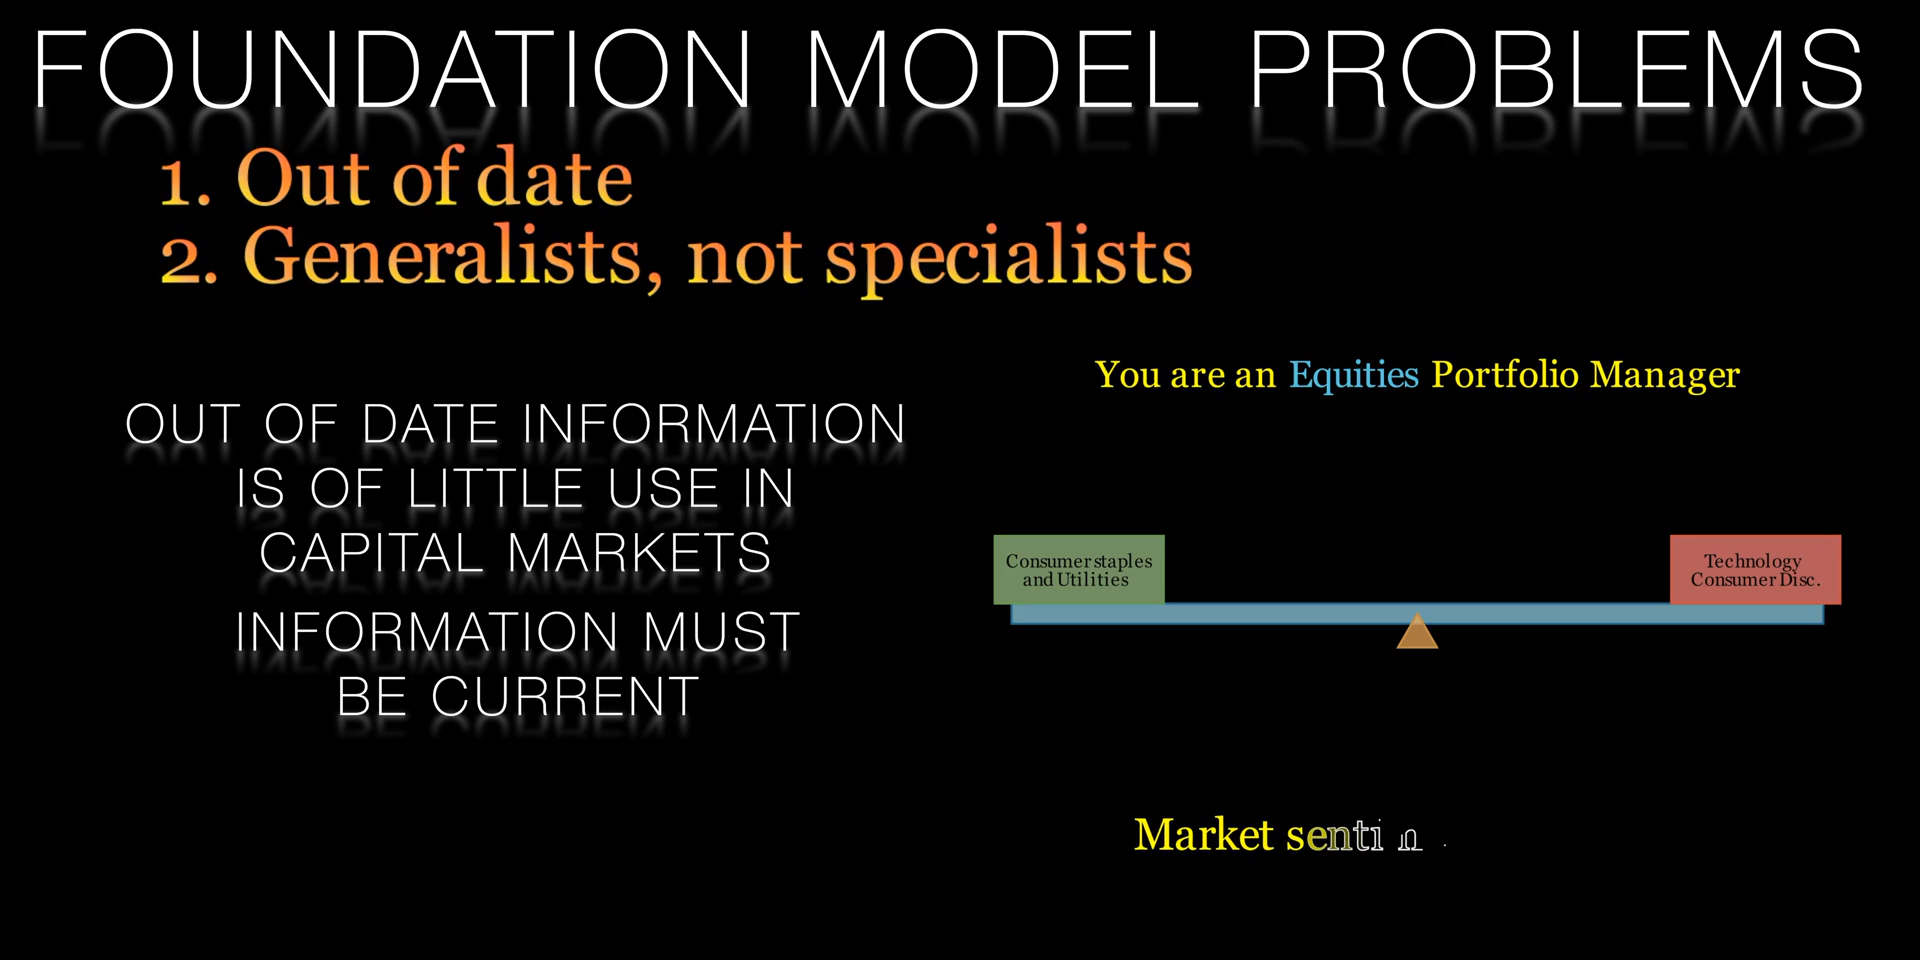 FOUNDATION MODEL PROBLEMS
1. Out of date
2. Generalists, not specialists
You are an Equities Portfolio Manager
OUT OF DATE INFORMATION
IS OF LITTLE USE IN
CAPITAL MARKETS
INFORMATION MUST
BE CURRENT
Consumer staples
and Utilities
Technology
Consumer Disc.
Market